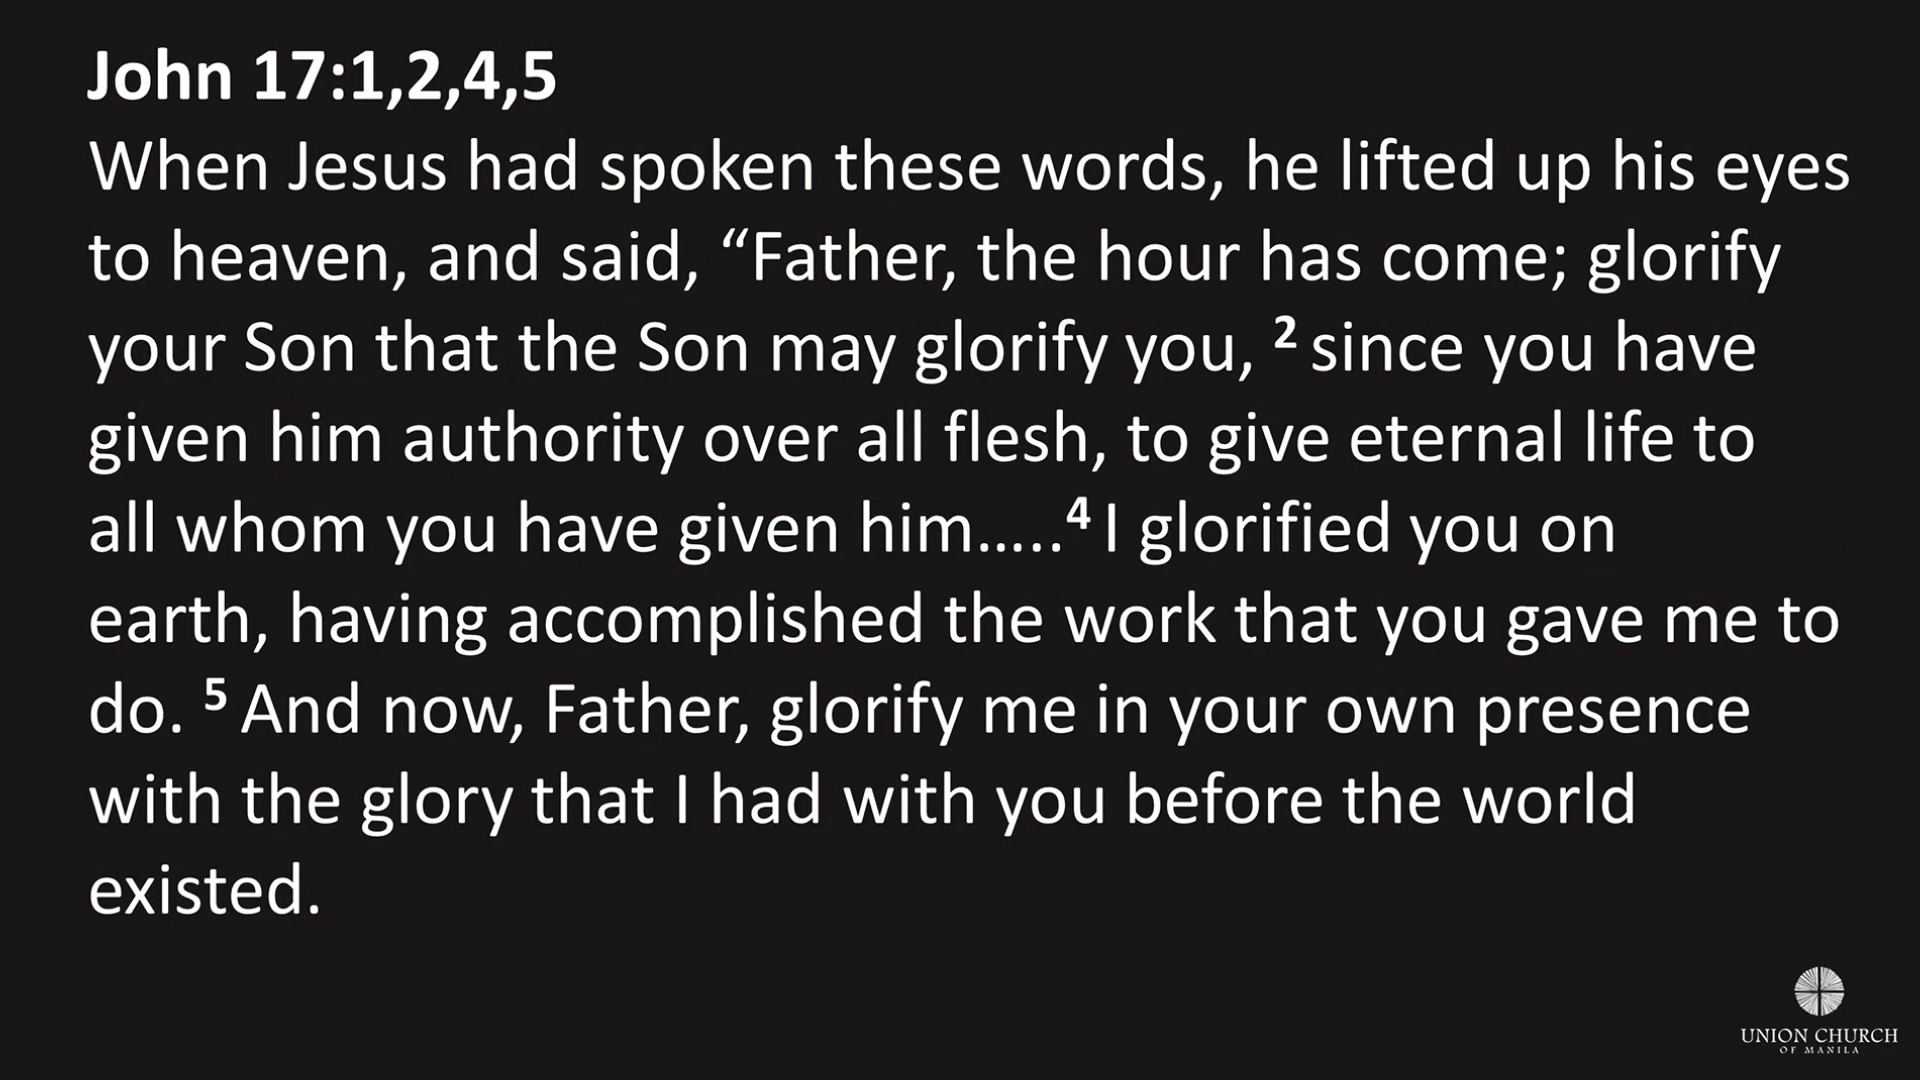 John 17:1,2,4,5
When Jesus had spoken these words, he lifted up his eyes
to heaven, and said, “Father, the hour has come; glorify
your Son that the Son may glorify you, 2 since you have
given him authority over all flesh, to give eternal life to
all whom you have given him…..4 I glorified you on
earth, having accomplished the work that you gave me to
do. 5 And now, Father, glorify me in your own presence
with the glory that I had with you before the world
existed.
UNION CHURCH
OF MANILA